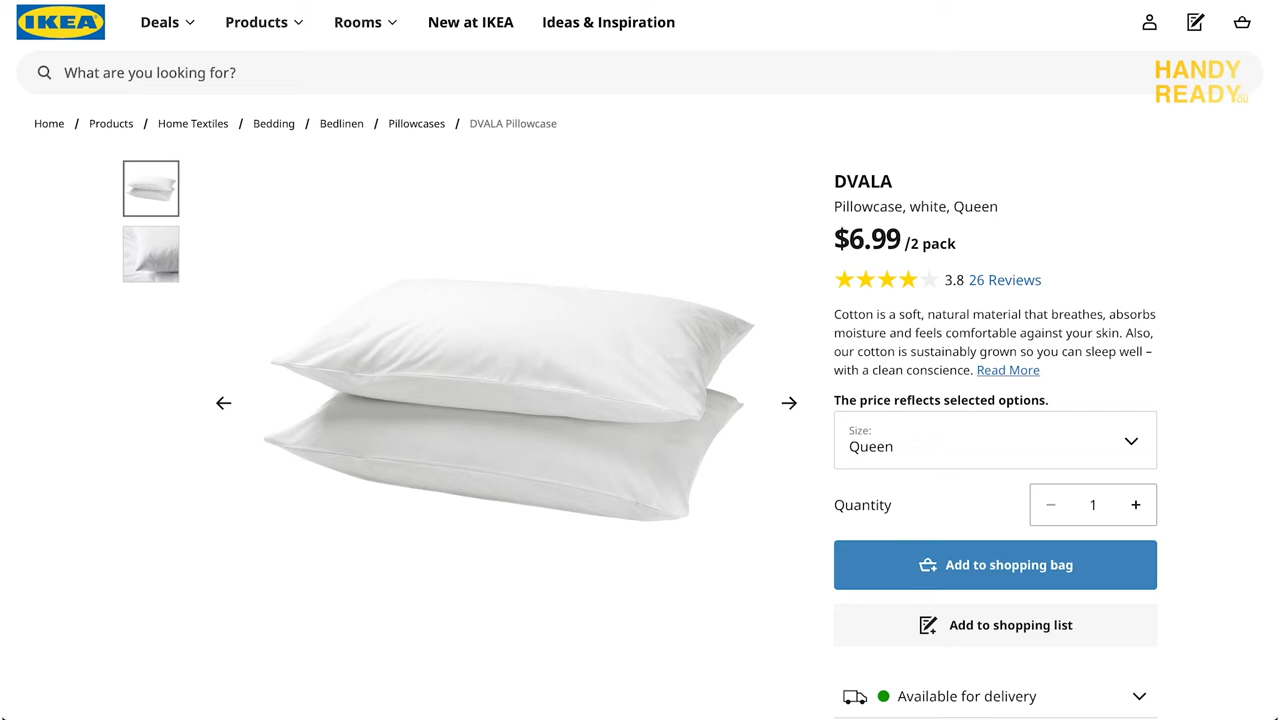 IKEA
Deals
Products
Rooms
New at IKEA
Ideas & Inspiration
What are you looking for?
HANDY
READY
Home / Products / Home Textiles / Bedding / Bedlinen / Pillowcases / DVALA Pillowcase
DVALA
Pillowcase, white, Queen
$6.99 /2 pack
3.8 26 Reviews
Cotton is a soft, natural material that breathes, absorbs
moisture and feels comfortable against your skin. Also,
our cotton is sustainably grown so you can sleep well –
with a clean conscience. Read More
The price reflects selected options.
Size:
Queen
Quantity
− 1 +
Add to shopping bag
Add to shopping list
Available for delivery